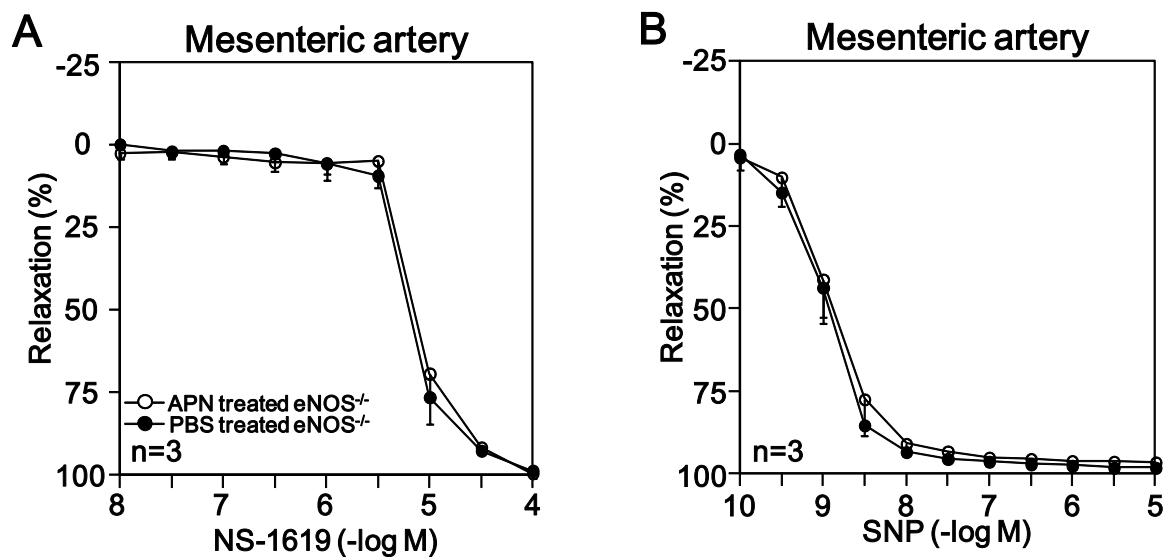 A
Mesenteric artery
-25
0
25
50
75
100
Relaxation (%)
APN treated eNOS-/-
PBS treated eNOS-/-
n=3
8
7
6
5
4
NS-1619 (-log M)
B
Mesenteric artery
-25
0
25
50
75
100
Relaxation (%)
n=3
10
9
8
7
6
5
SNP (-log M)